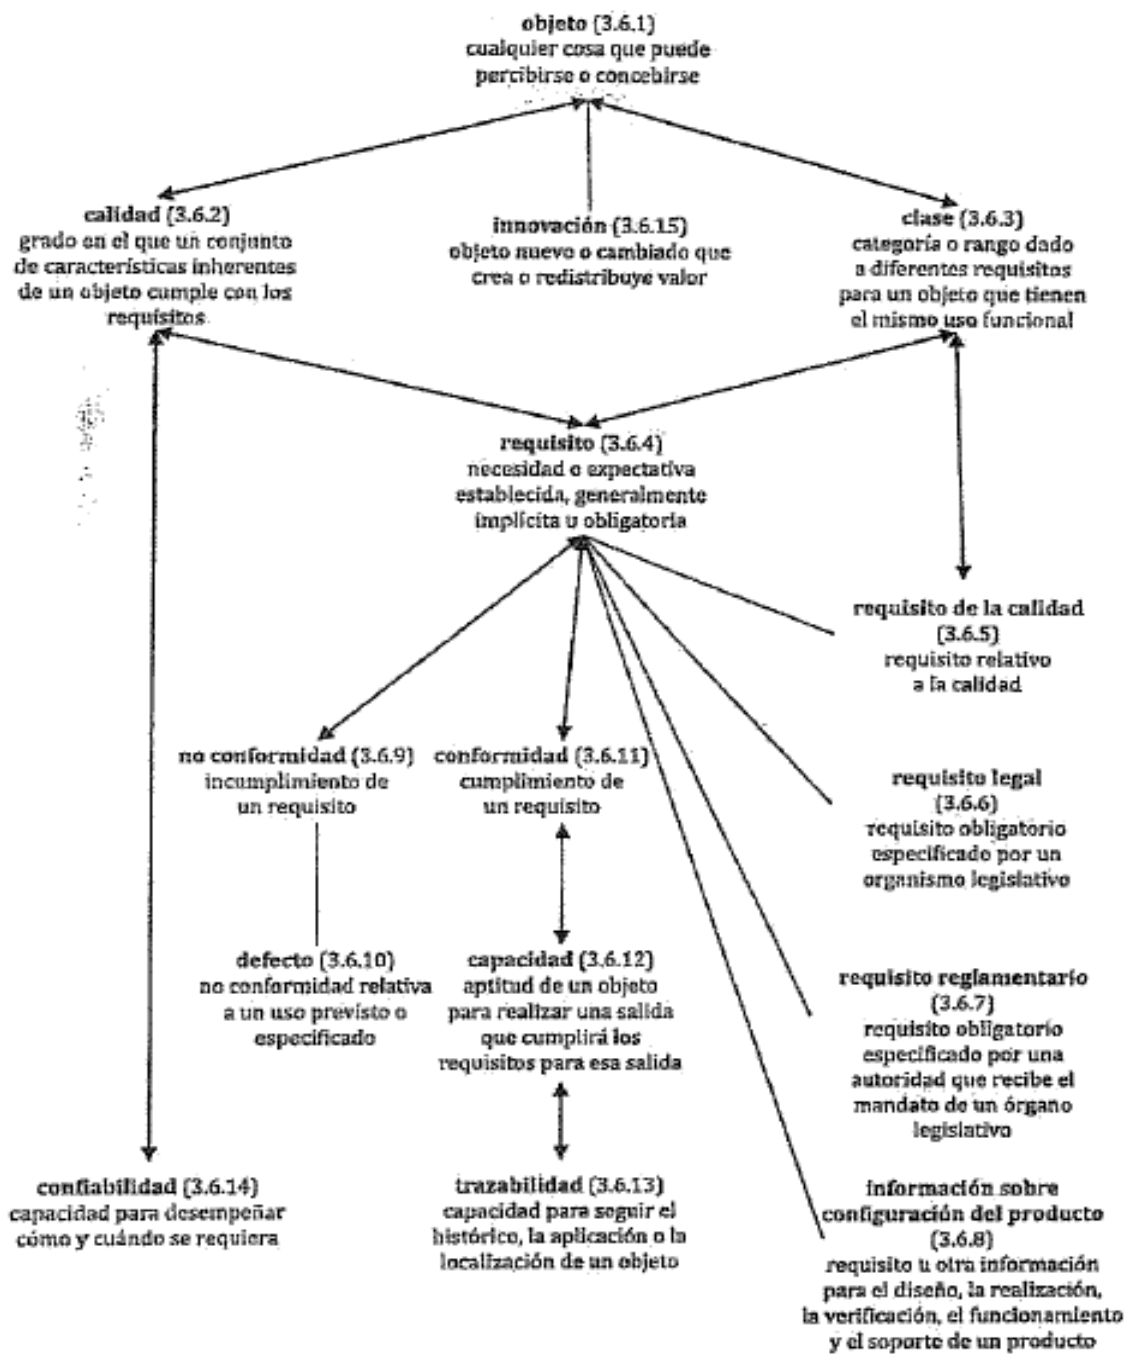 objeto (3.6.1)
cualquier cosa que puede
percibirse o concebirse
calidad (3.6.2)
grado en el que un conjunto
de características inherentes
de un objeto cumple con los
requisitos
innovación (3.6.15)
objeto nuevo o cambiado que
crea o redistribuye valor
clase (3.6.3)
categoría o rango dado
a diferentes requisitos
para un objeto que tienen
el mismo uso funcional
requisito (3.6.4)
necesidad o expectativa
establecida, generalmente
implícita u obligatoria
requisito de la calidad
(3.6.5)
requisito relativo
a la calidad
no conformidad (3.6.9)
incumplimiento de
un requisito
conformidad (3.6.11)
cumplimiento de
un requisito
requisito legal
(3.6.6)
requisito obligatorio
especificado por un
organismo legislativo
defecto (3.6.10)
no conformidad relativa
a un uso previsto o
especificado
capacidad (3.6.12)
aptitud de un objeto
para realizar una salida
que cumplirá los
requisitos para esa salida
requisito reglamentario
(3.6.7)
requisito obligatorio
especificado por una
autoridad que recibe el
mandato de un órgano
legislativo
confiabilidad (3.6.14)
capacidad para desempeñar
cómo y cuándo se requiera
trazabilidad (3.6.13)
capacidad para seguir el
histórico, la aplicación o la
localización de un objeto
información sobre
configuración del producto
(3.6.8)
requisito u otra información
para el diseño, la realización,
la verificación, el funcionamiento
y el soporte de un producto